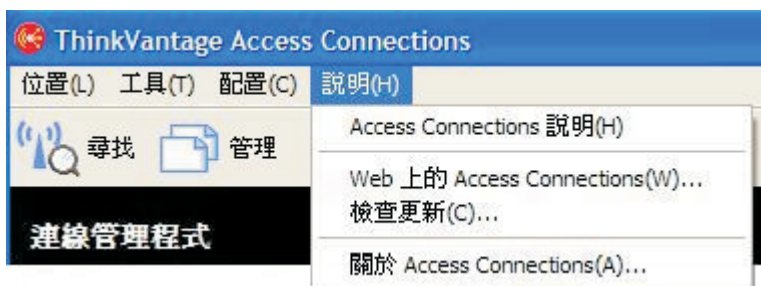 ThinkVantage Access Connections
位置(L) 工具(T) 配置(C) 說明(H)
尋找 管理
Access Connections 說明(H)
Web 上的 Access Connections(W)...
檢查更新(C)...
關於 Access Connections(A)...
連線管理程式